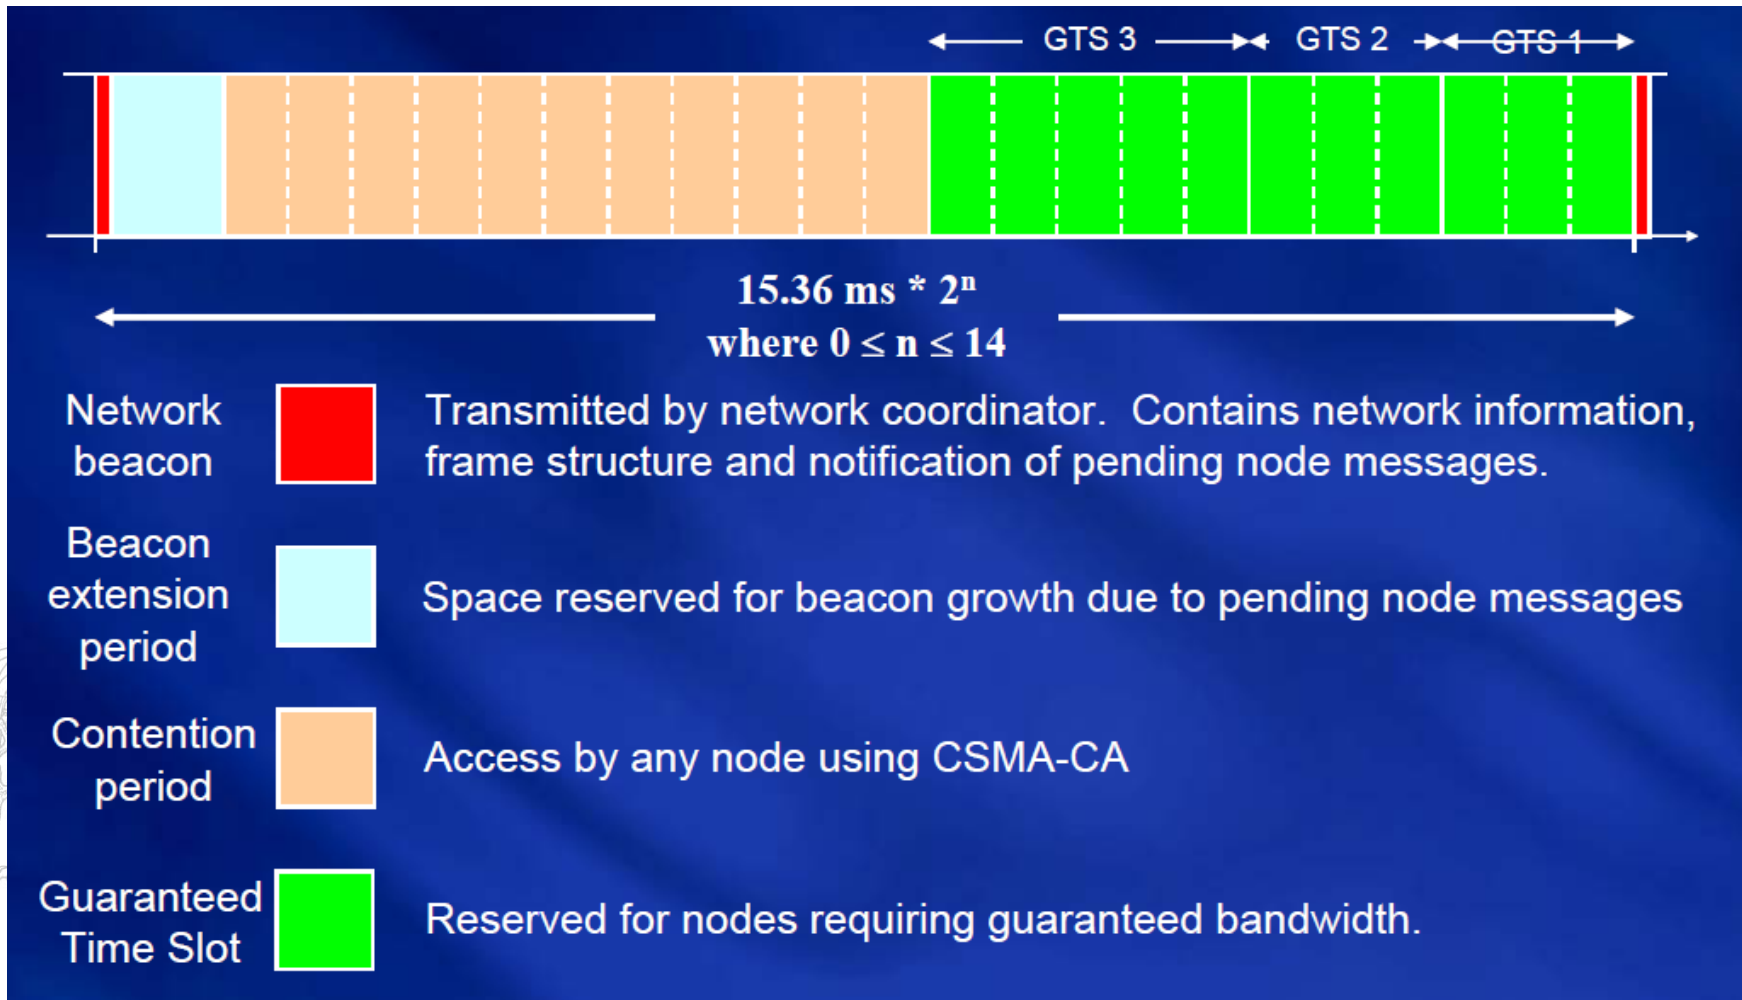 GTS 3 GTS 2 GTS 1
15.36 ms * 2ⁿ
where 0 ≤ n ≤ 14
Network
beacon
Transmitted by network coordinator. Contains network information,
frame structure and notification of pending node messages.
Beacon
extension
period
Space reserved for beacon growth due to pending node messages
Contention
period
Access by any node using CSMA-CA
Guaranteed
Time Slot
Reserved for nodes requiring guaranteed bandwidth.